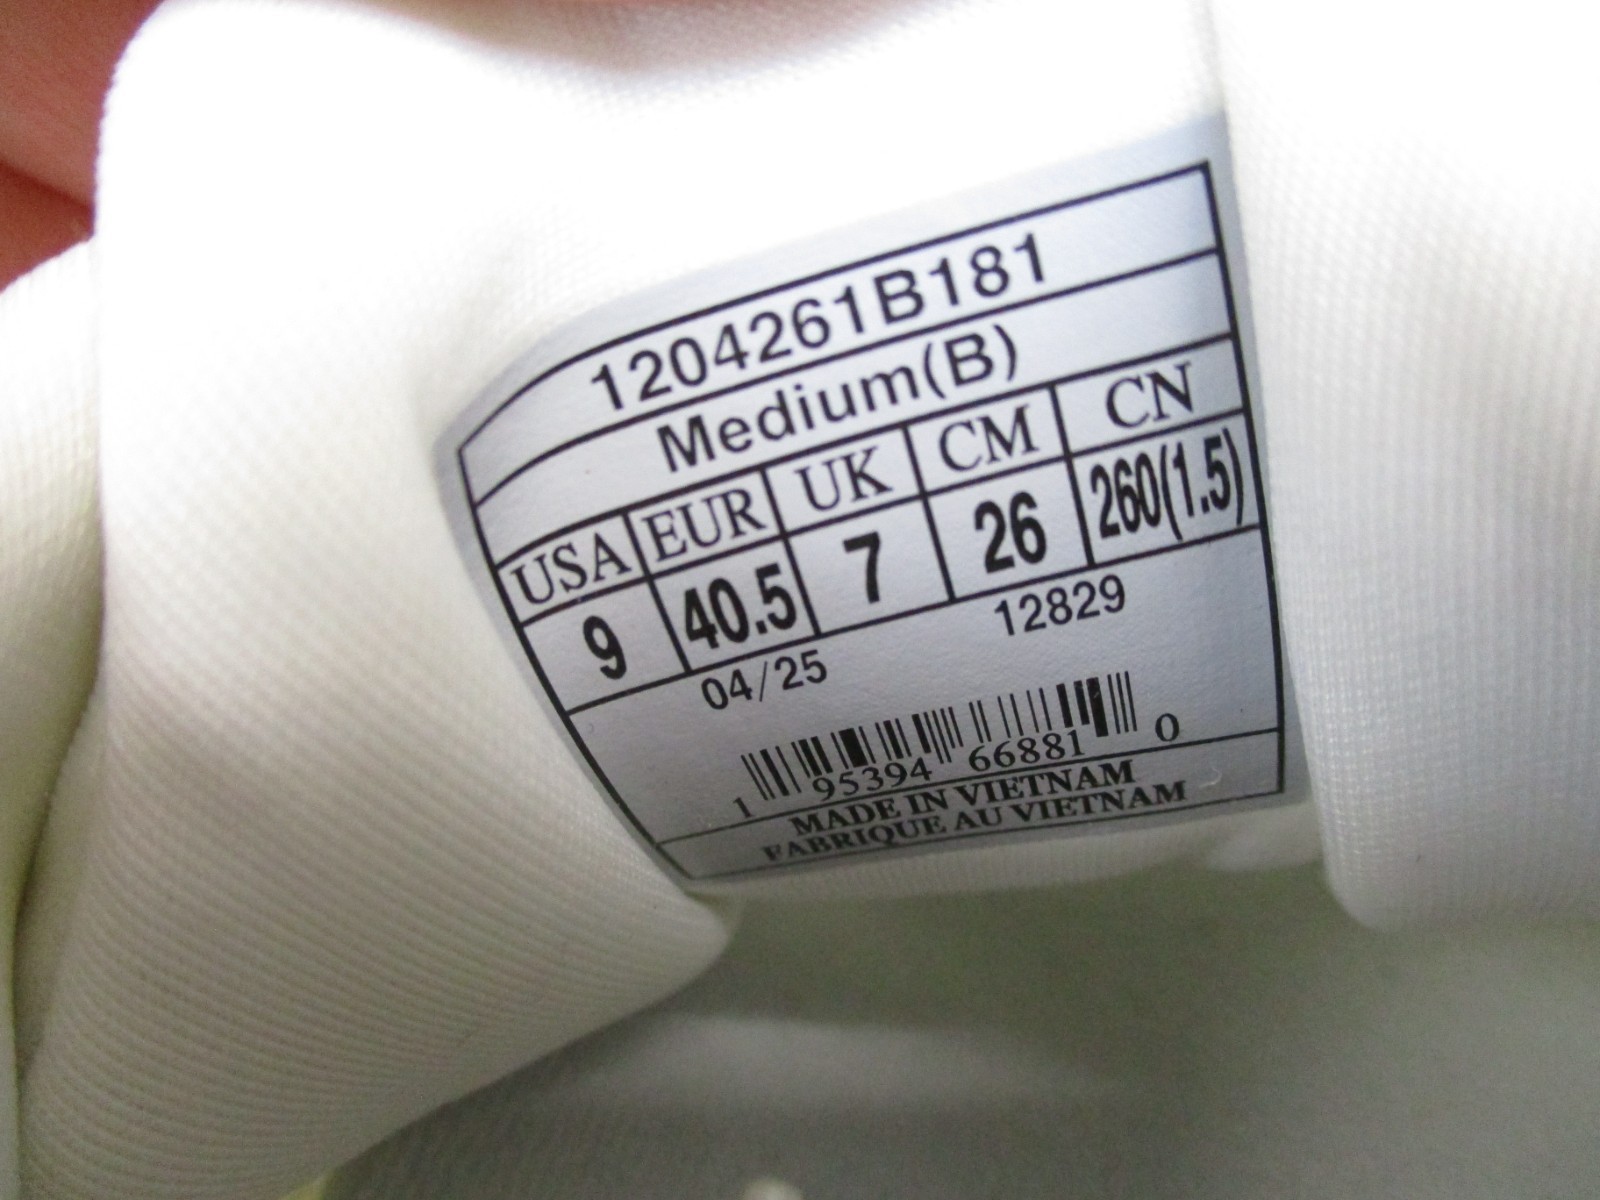 1204261B181
Medium(B)
USA EUR UK CM CN
9 40.5 7 26 260(1.5)
04/25 12829
1 95394 66881 0
MADE IN VIETNAM
FABRIQUE AU VIETNAM